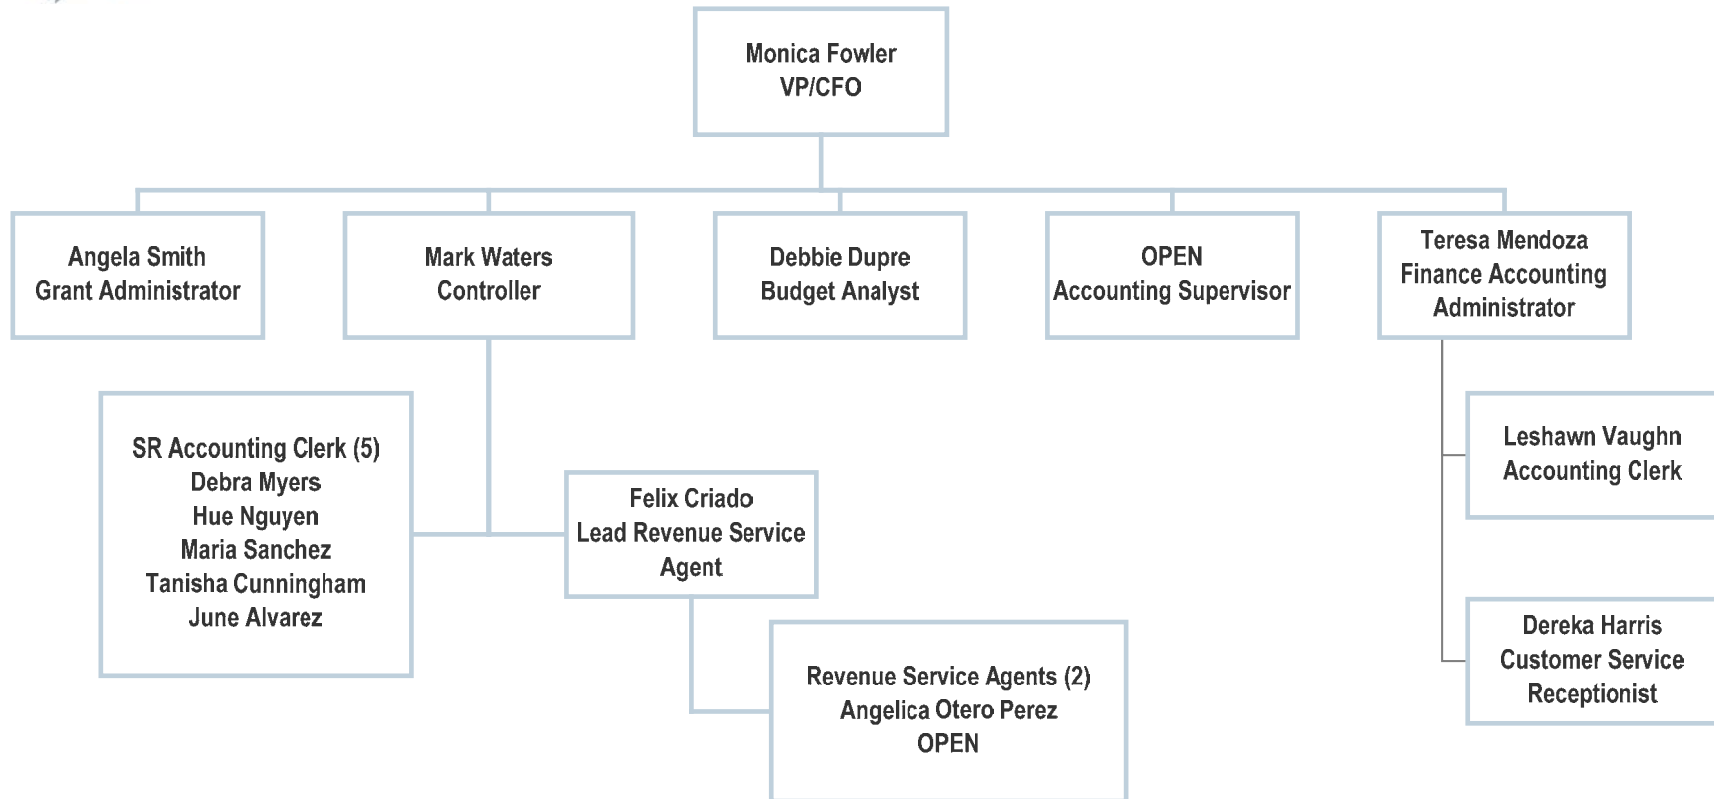 Monica Fowler
VP/CFO
Angela Smith
Grant Administrator
Mark Waters
Controller
Debbie Dupre
Budget Analyst
OPEN
Accounting Supervisor
Teresa Mendoza
Finance Accounting
Administrator
SR Accounting Clerk (5)
Debra Myers
Hue Nguyen
Maria Sanchez
Tanisha Cunningham
June Alvarez
Felix Criado
Lead Revenue Service
Agent
Revenue Service Agents (2)
Angelica Otero Perez
OPEN
Leshawn Vaughn
Accounting Clerk
Dereka Harris
Customer Service
Receptionist